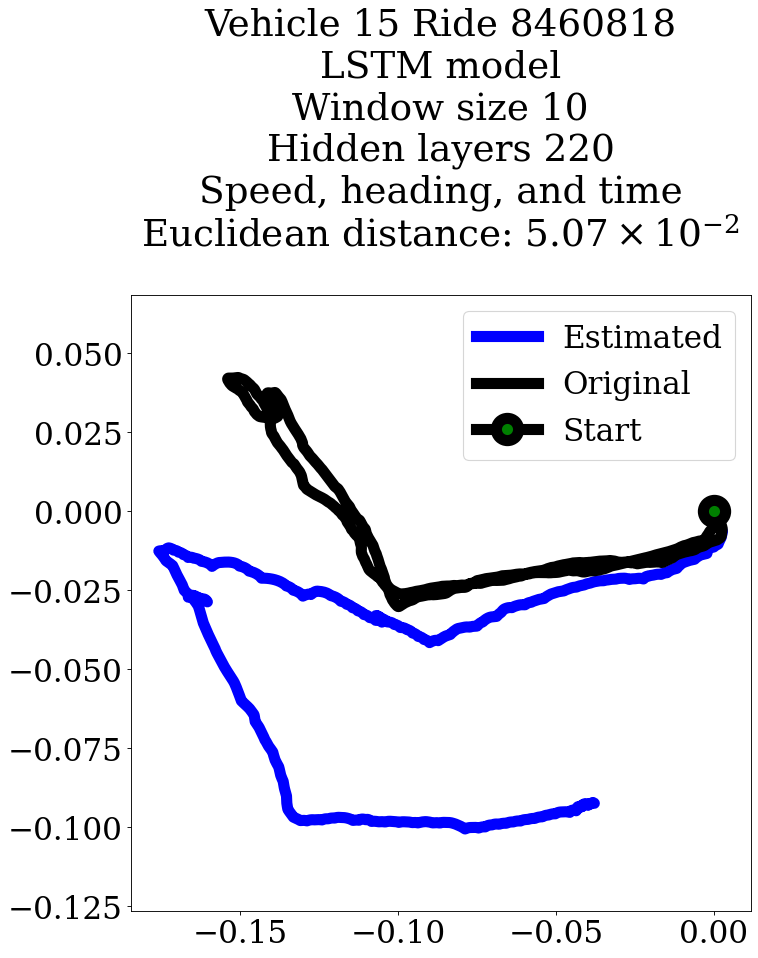 Vehicle 15 Ride 8460818
LSTM model
Window size 10
Hidden layers 220
Speed, heading, and time
Euclidean distance: 5.07 × 10⁻²
Estimated
Original
Start
0.050
0.025
0.000
−0.025
−0.050
−0.075
−0.100
−0.125
−0.15 −0.10 −0.05 0.00